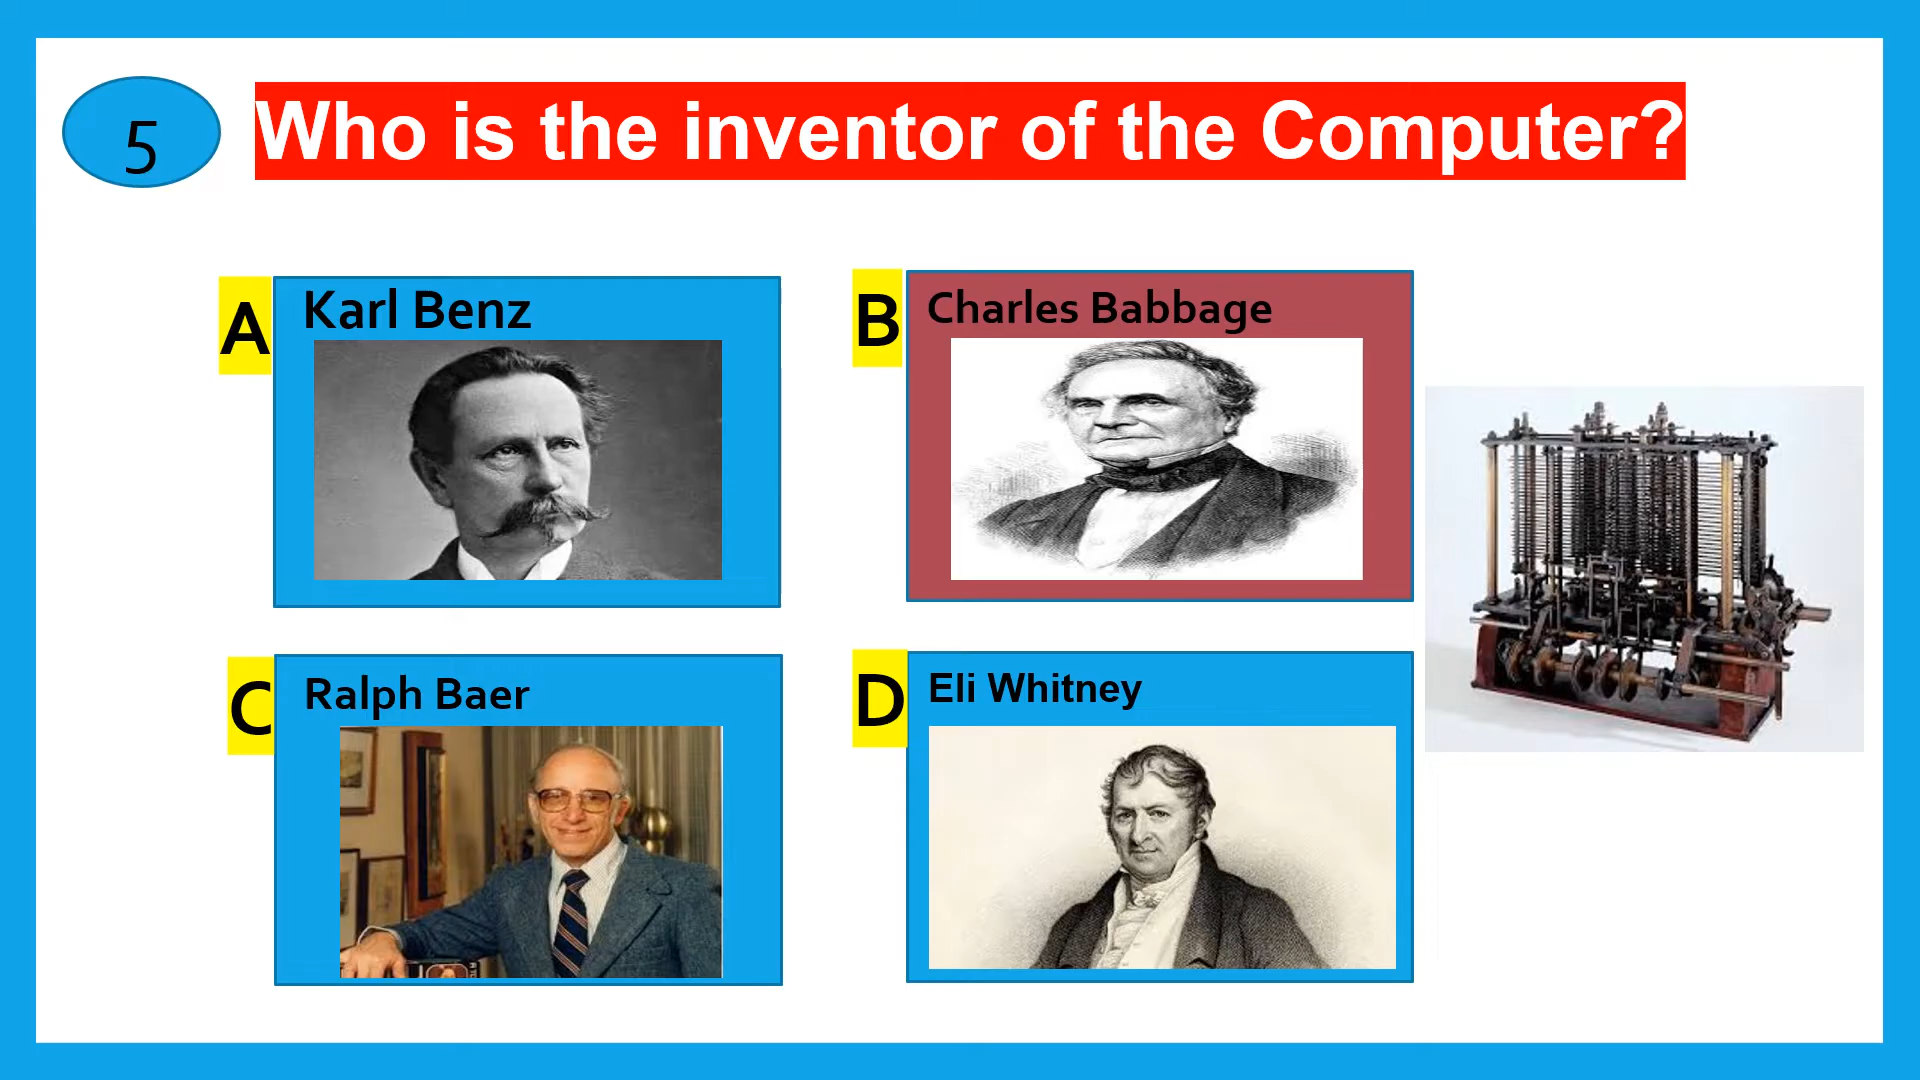 5
Who is the inventor of the Computer?
A
Karl Benz
B
Charles Babbage
C
Ralph Baer
D
Eli Whitney